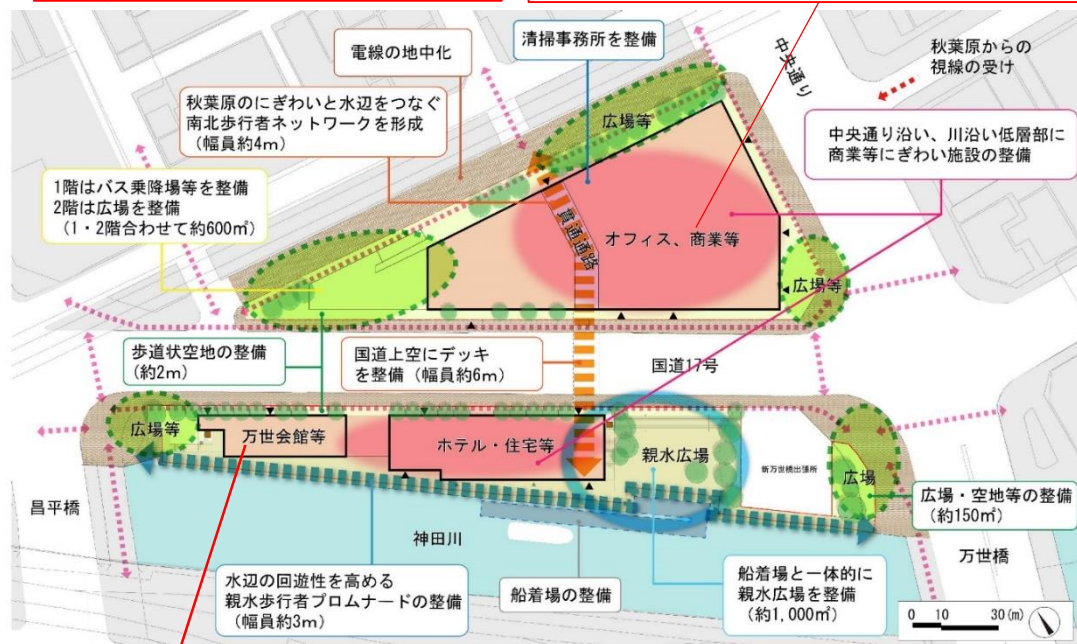 電線の地中化
清掃事務所を整備
中央通り
秋葉原からの
視線の受け
秋葉原のにぎわいと水辺をつなぐ
南北歩行者ネットワークを形成
(幅員約4m)
広場等
中央通り沿い、川沿い低層部に
商業等にぎわい施設の整備
1階はバス乗降場等を整備
2階は広場を整備
(1・2階合わせて約600㎡)
貫通通路
オフィス、商業等
広場等
歩道状空地の整備
(約2m)
国道上空にデッキ
を整備(幅員約6m)
国道17号
広場等
万世会館等
ホテル・住宅等
親水広場
新万世橋出張所
広場
広場・空地等の整備
(約150㎡)
昌平橋
神田川
万世橋
水辺の回遊性を高める
親水歩行者プロムナードの整備
(幅員約3m)
船着場の整備
船着場と一体的に
親水広場を整備
(約1,000㎡)
0 10 30(m)